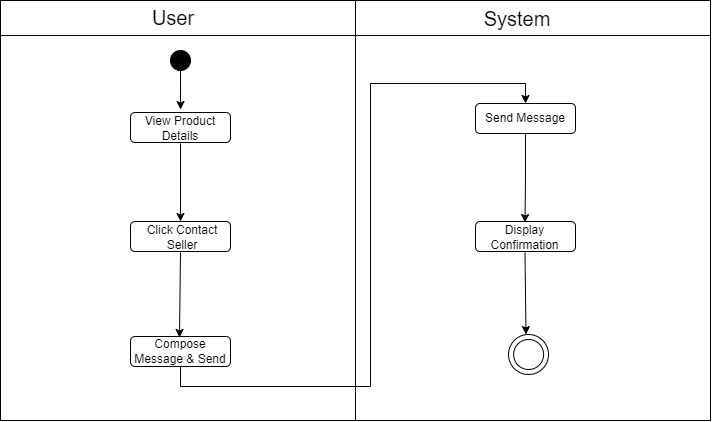 User
System
View Product
Details
Click Contact
Seller
Compose
Message & Send
Send Message
Display
Confirmation